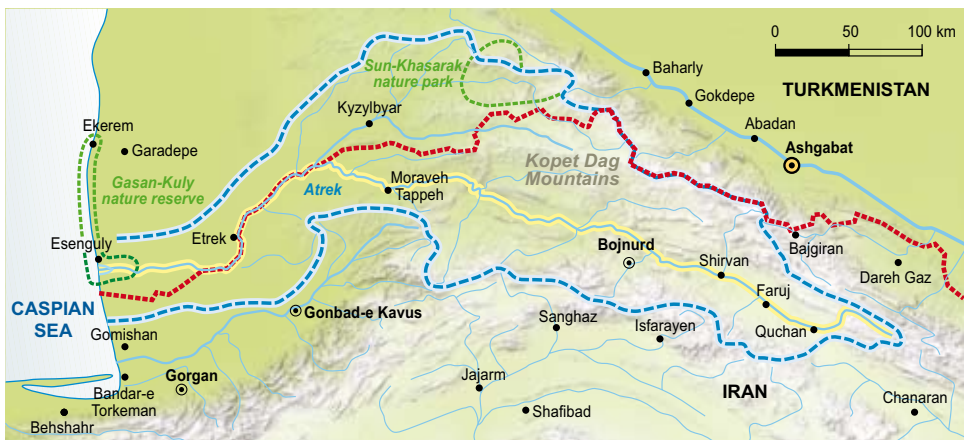 0 50 100 km
Sun-Khasarak
nature park
Baharly
TURKMENISTAN
Gokdepe
Kyzylbyar
Ekerem
Abadan
Garadepe
Ashgabat
Kopet Dag
Mountains
Gasan-Kuly
nature reserve
Atrek
Moraveh
Tappeh
Etrek
Esenguly
Bojnurd
Bajgiran
Shirvan
Dareh Gaz
CASPIAN
SEA
Faruj
Gonbad-e Kavus
Sanghaz
Isfarayen
Quchan
Gomishan
Gorgan
Jajarm
IRAN
Bandar-e
Torkeman
Behshahr
Shafibad
Chanaran